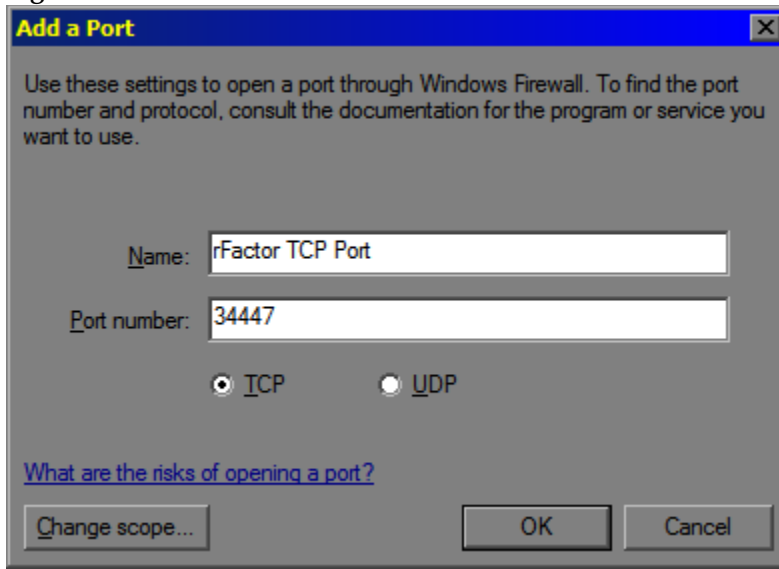 Add a Port
Use these settings to open a port through Windows Firewall. To find the port
number and protocol, consult the documentation for the program or service you
want to use.
Name: rFactor TCP Port
Port number: 34447
TCP UDP
What are the risks of opening a port?
Change scope... OK Cancel